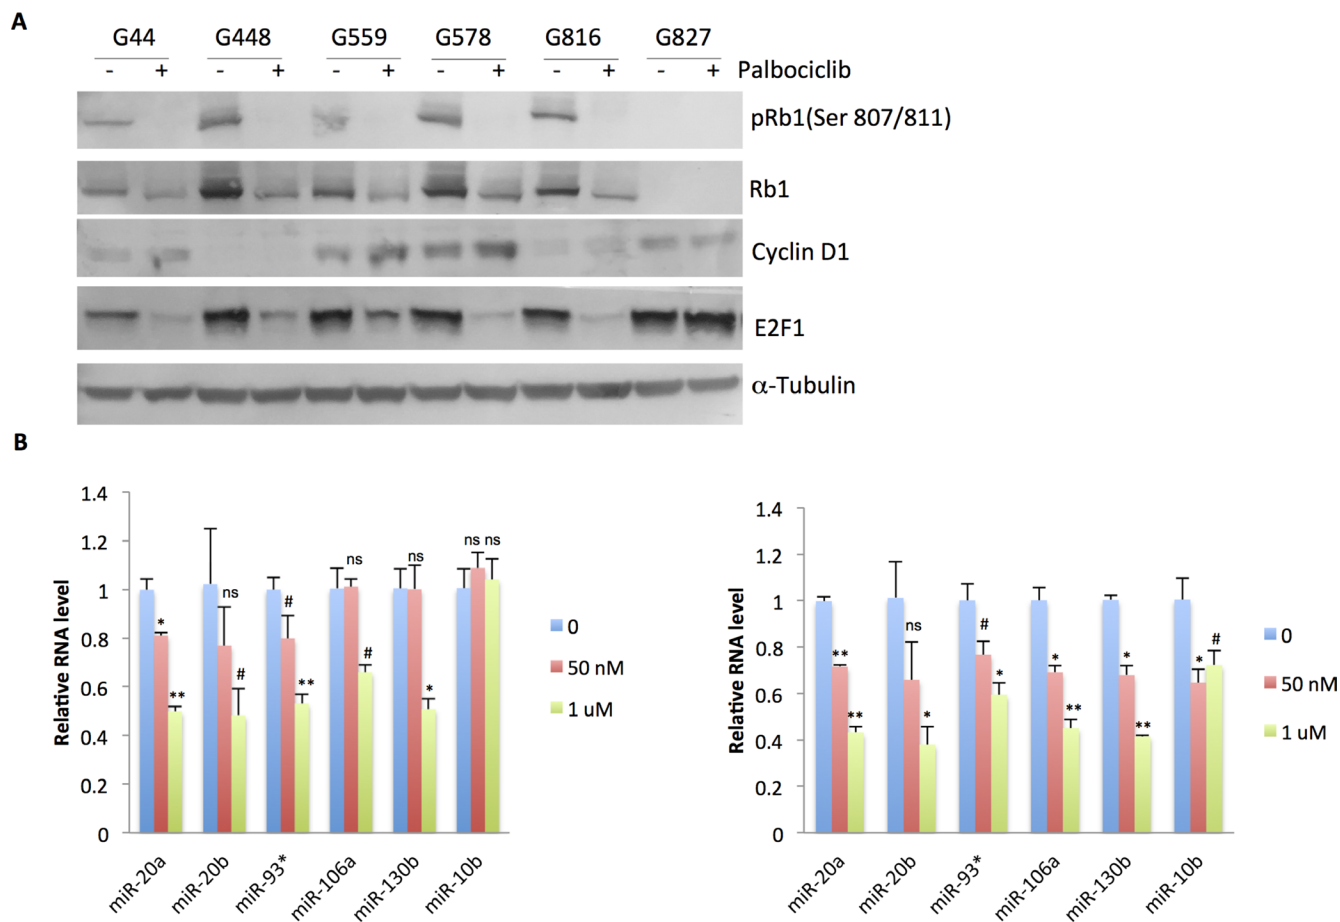 A
G44 G448 G559 G578 G816 G827
- + - + - + - + - + - + Palbociclib
pRb1(Ser 807/811)
Rb1
Cyclin D1
E2F1
α-Tubulin
B
Relative RNA level
1.4
1.2
1
0.8
0.6
0.4
0.2
0
* ** ns # # ** ns # ns * ns ns
miR-20a miR-20b miR-93* miR-106a miR-130b miR-10b
0
50 nM
1 uM
Relative RNA level
1.4
1.2
1
0.8
0.6
0.4
0.2
0
** ** ns * # * * ** * ** * #
miR-20a miR-20b miR-93* miR-106a miR-130b miR-10b
0
50 nM
1 uM